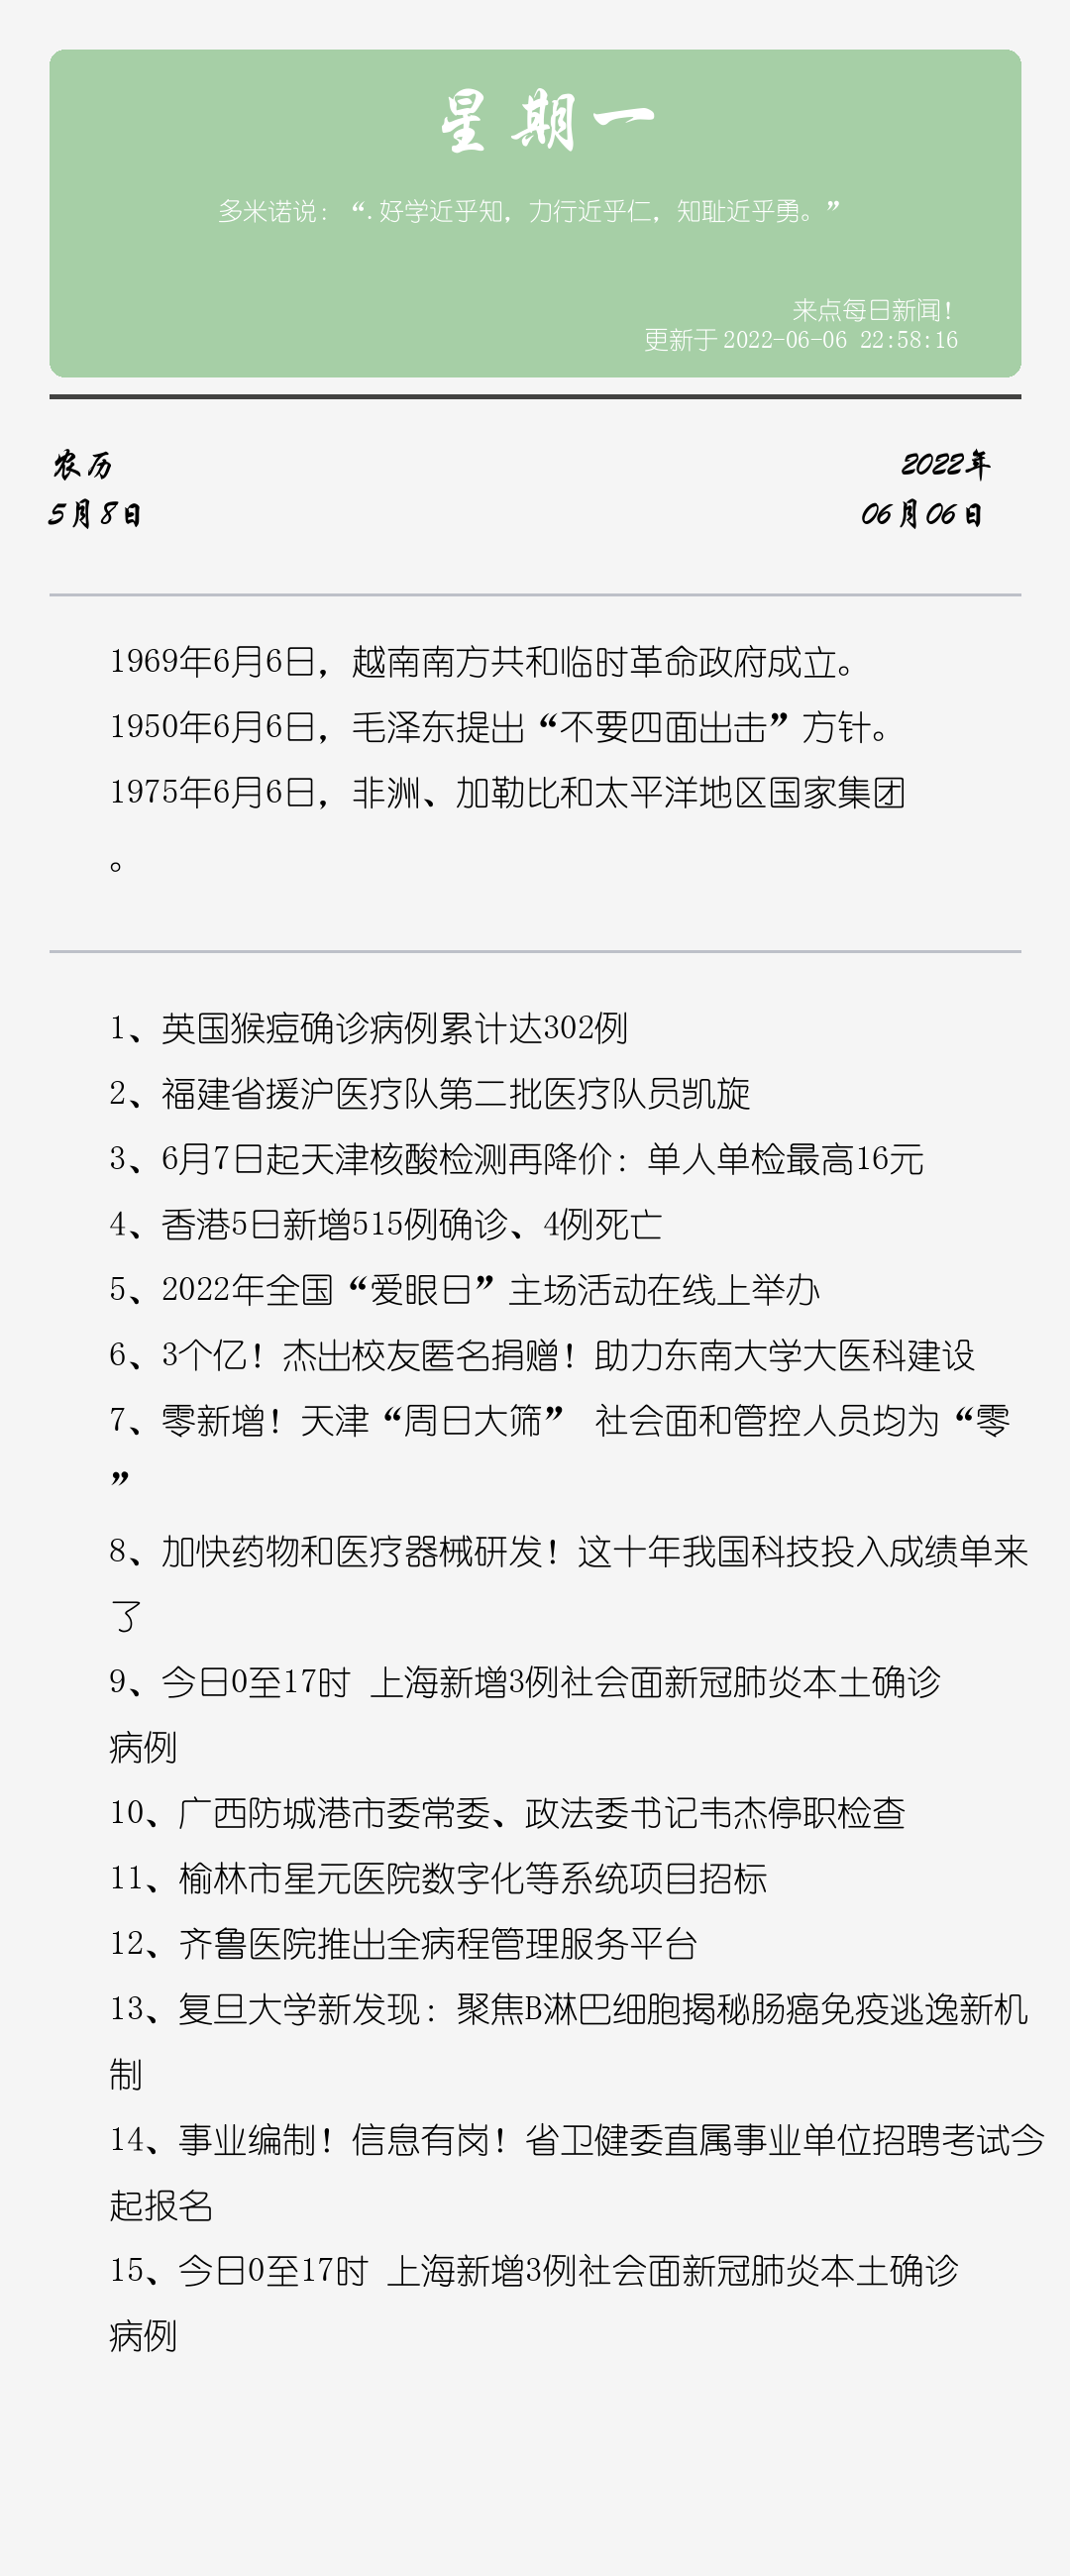 星期一
多米诺说：“.好学近乎知，力行近乎仁，知耻近乎勇。”
来点每日新闻！
更新于2022-06-06 22:58:16
农历
5月8日
2022年
06月06日
1969年6月6日，越南南方共和临时革命政府成立。
1950年6月6日，毛泽东提出“不要四面出击”方针。
1975年6月6日，非洲、加勒比和太平洋地区国家集团
。
1、英国猴痘确诊病例累计达302例
2、福建省援沪医疗队第二批医疗队员凯旋
3、6月7日起天津核酸检测再降价：单人单检最高16元
4、香港5日新增515例确诊、4例死亡
5、2022年全国“爱眼日”主场活动在线上举办
6、3个亿！杰出校友匿名捐赠！助力东南大学大医科建设
7、零新增！天津“周日大筛” 社会面和管控人员均为“零
”
8、加快药物和医疗器械研发！这十年我国科技投入成绩单来
了
9、今日0至17时 上海新增3例社会面新冠肺炎本土确诊
病例
10、广西防城港市委常委、政法委书记韦杰停职检查
11、榆林市星元医院数字化等系统项目招标
12、齐鲁医院推出全病程管理服务平台
13、复旦大学新发现：聚焦B淋巴细胞揭秘肠癌免疫逃逸新机
制
14、事业编制！信息有岗！省卫健委直属事业单位招聘考试今
起报名
15、今日0至17时 上海新增3例社会面新冠肺炎本土确诊
病例